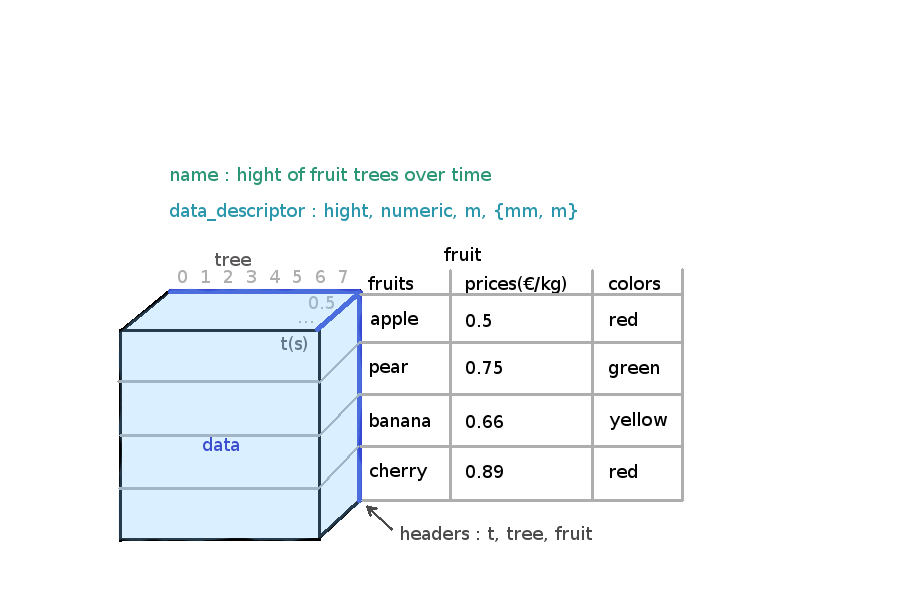 name : hight of fruit trees over time
data_descriptor : hight, numeric, m, {mm, m}
tree
fruit
0 1 2 3 4 5 6 7
fruits prices(€/kg) colors
0.5
...
apple 0.5 red
t(s)
pear 0.75 green
banana 0.66 yellow
data
cherry 0.89 red
headers : t, tree, fruit